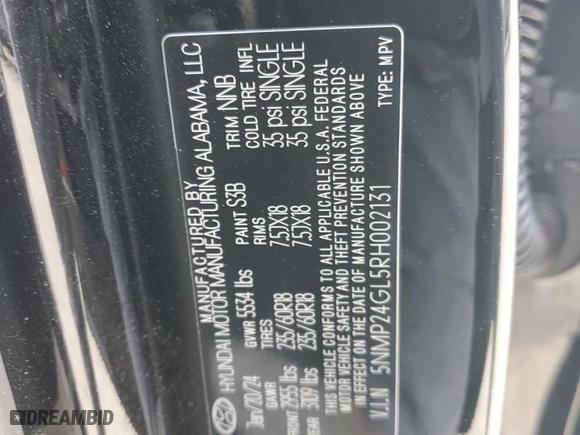 MANUFACTURED BY
HYUNDAI MOTOR MANUFACTURING ALABAMA, LLC
Jan/20/24 GVWR 5534 lbs PAINT S3B TRIM NNB
GAWR TIRES RIMS COLD TIRE INFL
FRONT 2955 lbs 235/60R18 7.5JX18 35 psi SINGLE
REAR 3109 lbs 235/60R18 7.5JX18 35 psi SINGLE
THIS VEHICLE CONFORMS TO ALL APPLICABLE U.S.A. FEDERAL
MOTOR VEHICLE SAFETY AND THEFT PREVENTION STANDARDS
IN EFFECT ON THE DATE OF MANUFACTURE SHOWN ABOVE
V.I.N 5NMP24GL5RH002131 TYPE: MPV
DREAMBID